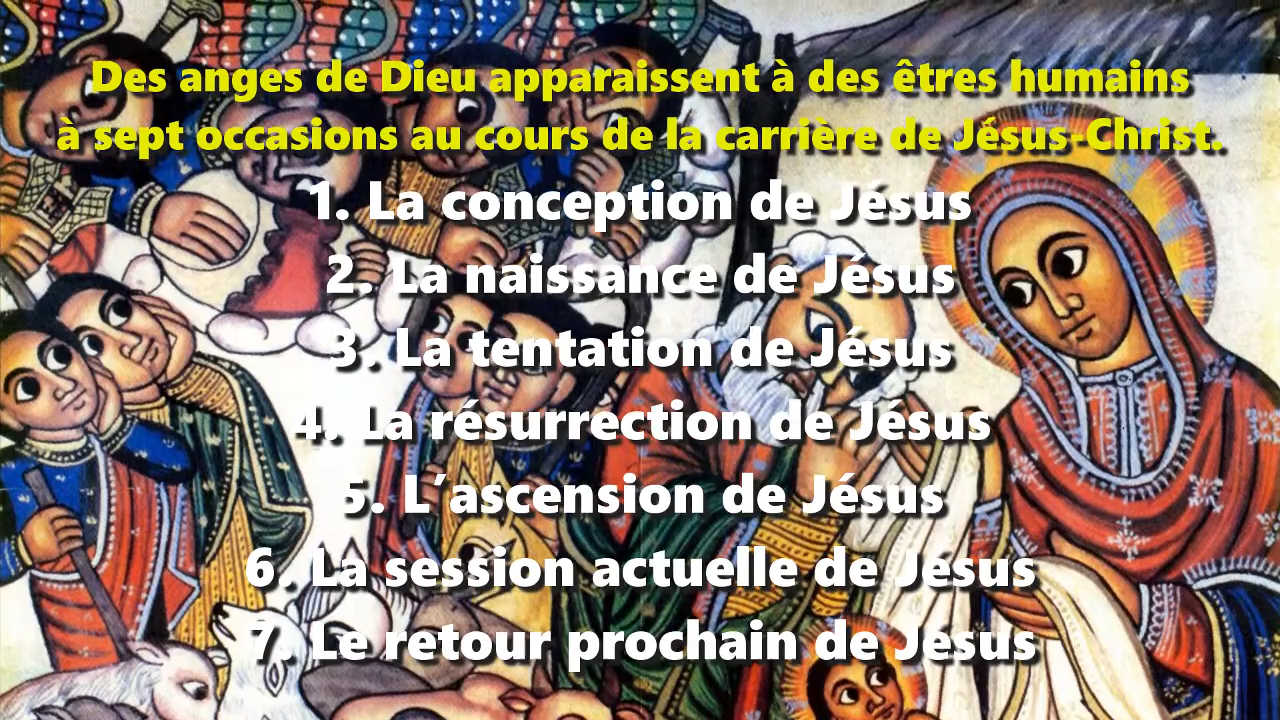 Des anges de Dieu apparaissent à des êtres humains
à sept occasions au cours de la carrière de Jésus-Christ.
1. La conception de Jésus
2. La naissance de Jésus
3. La tentation de Jésus
4. La résurrection de Jésus
5. L’ascension de Jésus
6. La session actuelle de Jésus
7. Le retour prochain de Jésus